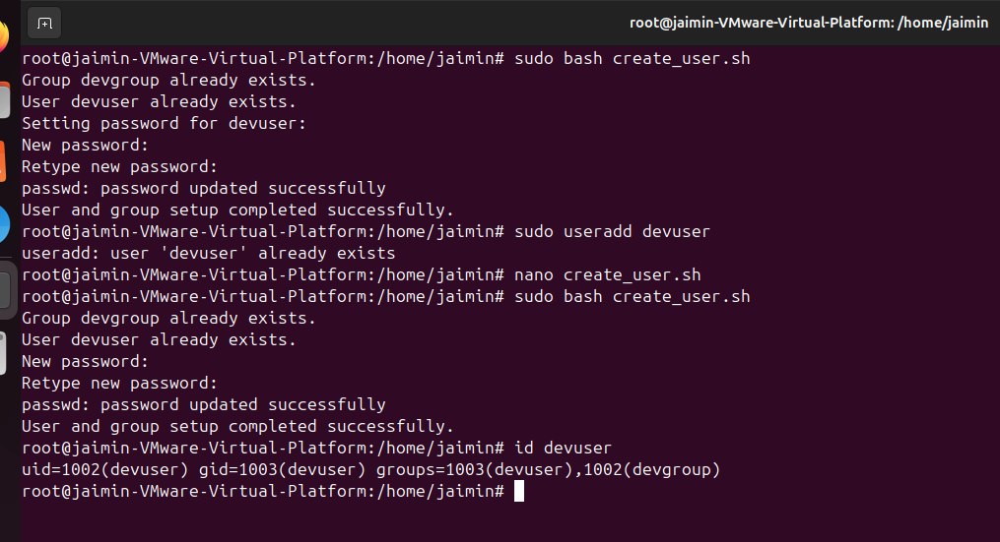 root@jaimin-VMware-Virtual-Platform: /home/jaimin
root@jaimin-VMware-Virtual-Platform:/home/jaimin# sudo bash create_user.sh
Group devgroup already exists.
User devuser already exists.
Setting password for devuser:
New password:
Retype new password:
passwd: password updated successfully
User and group setup completed successfully.
root@jaimin-VMware-Virtual-Platform:/home/jaimin# sudo useradd devuser
useradd: user 'devuser' already exists
root@jaimin-VMware-Virtual-Platform:/home/jaimin# nano create_user.sh
root@jaimin-VMware-Virtual-Platform:/home/jaimin# sudo bash create_user.sh
Group devgroup already exists.
User devuser already exists.
New password:
Retype new password:
passwd: password updated successfully
User and group setup completed successfully.
root@jaimin-VMware-Virtual-Platform:/home/jaimin# id devuser
uid=1002(devuser) gid=1003(devuser) groups=1003(devuser),1002(devgroup)
root@jaimin-VMware-Virtual-Platform:/home/jaimin#